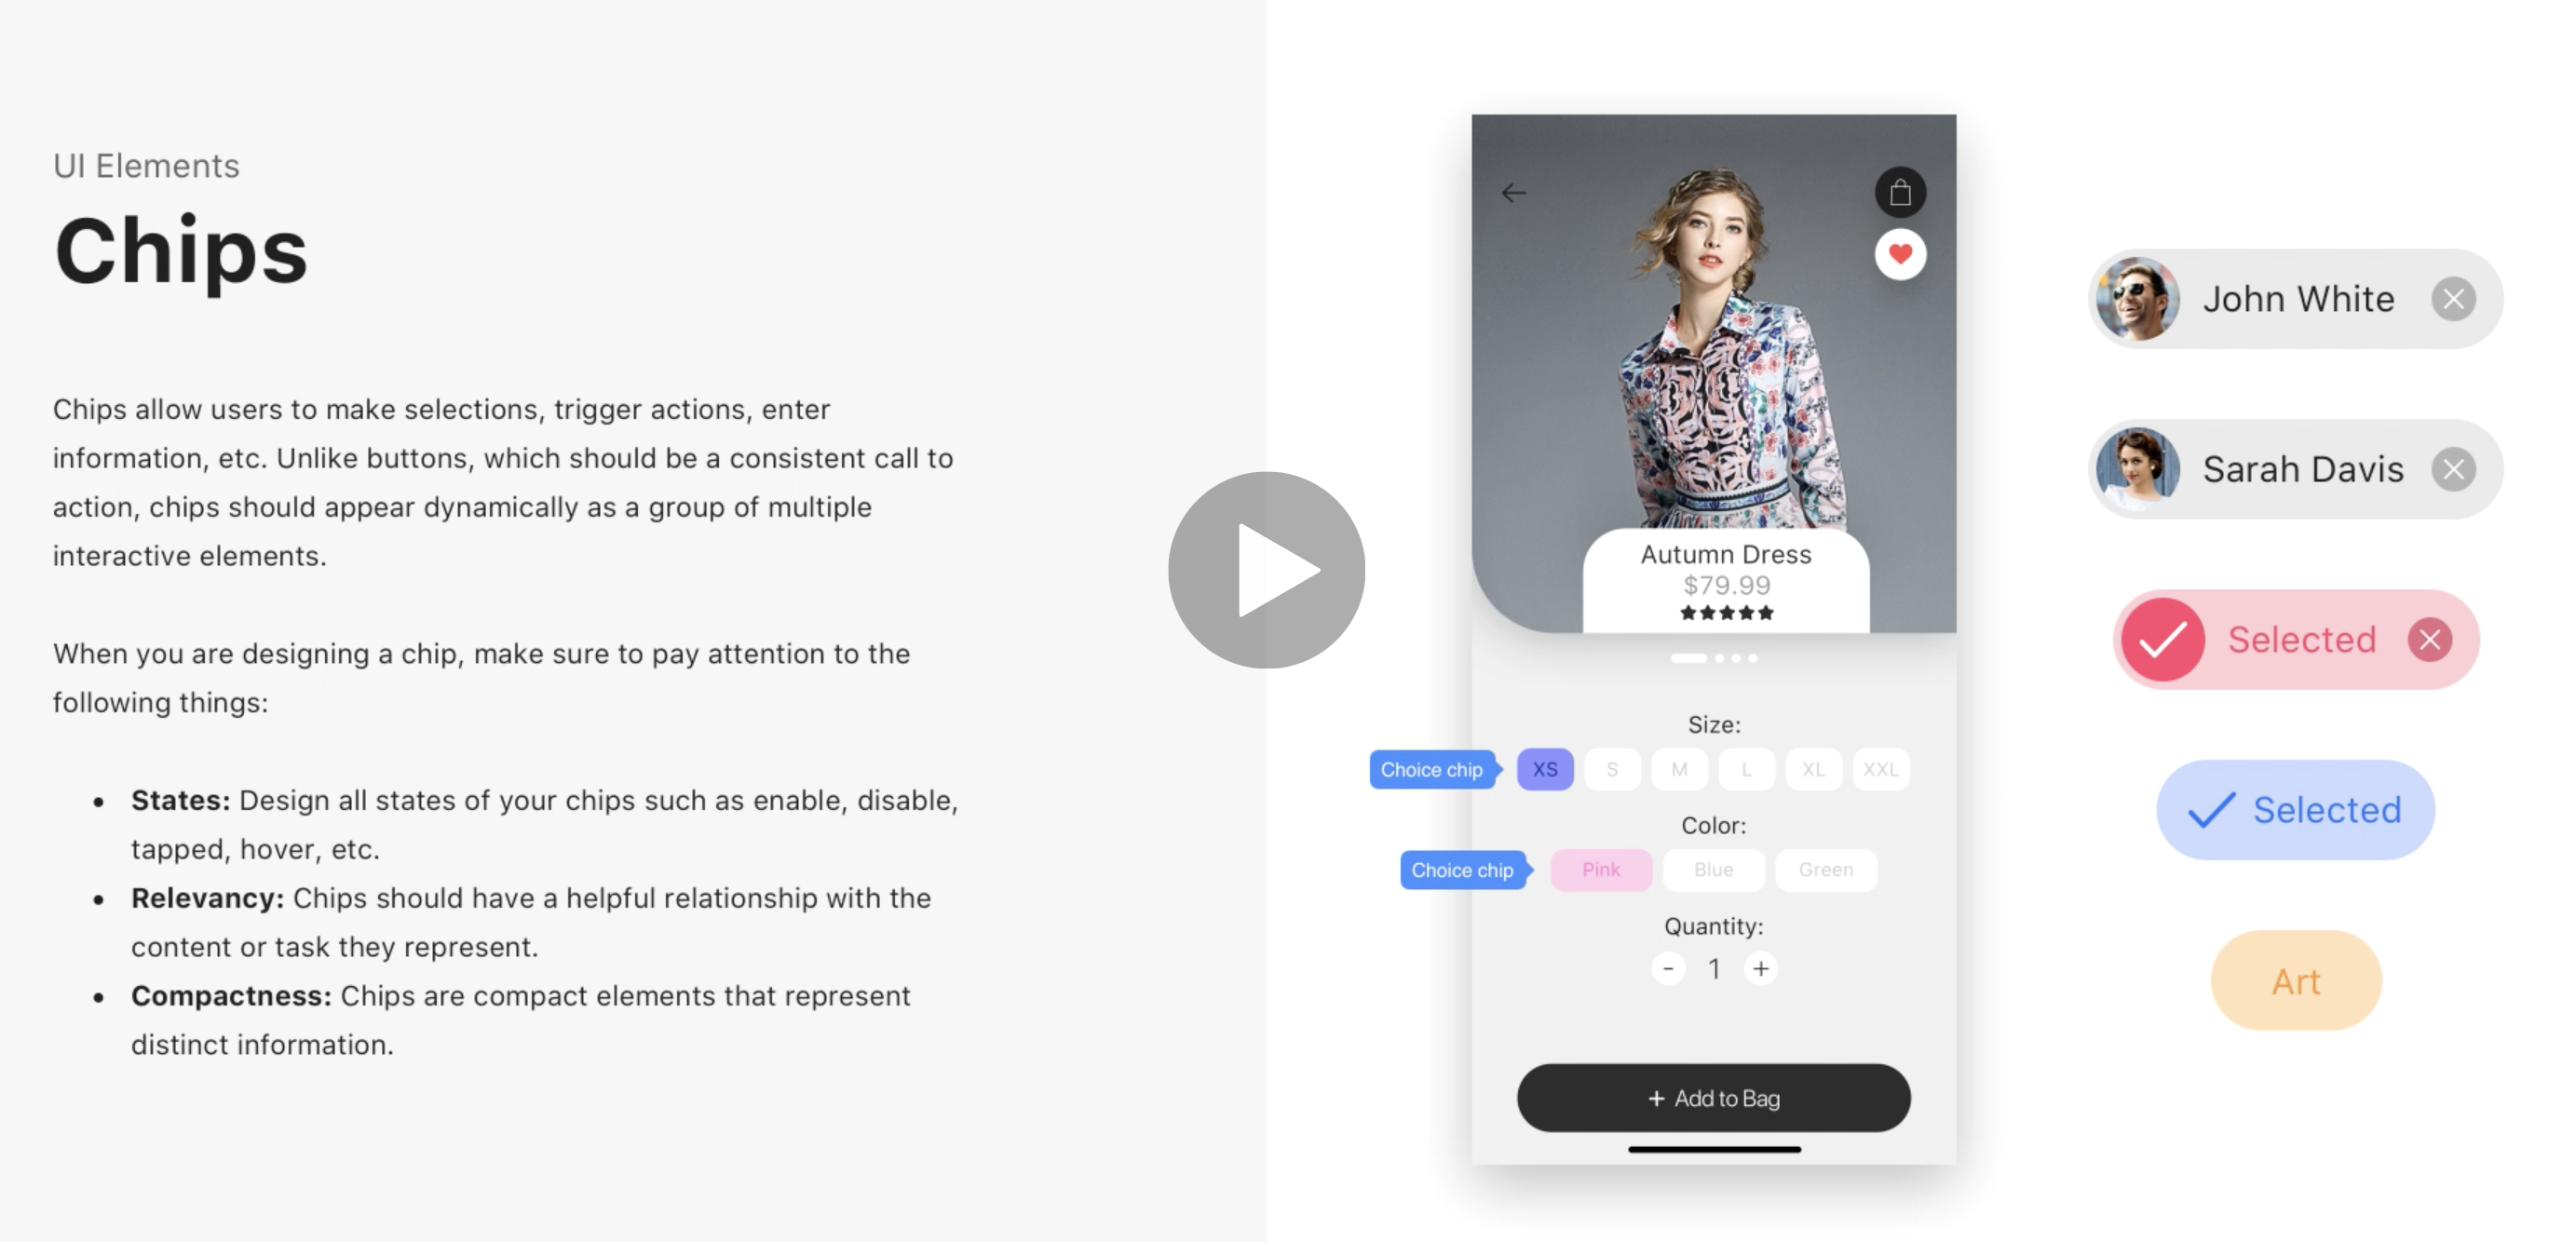 UI Elements
Chips
Chips allow users to make selections, trigger actions, enter
information, etc. Unlike buttons, which should be a consistent call to
action, chips should appear dynamically as a group of multiple
interactive elements.
When you are designing a chip, make sure to pay attention to the
following things:
• States: Design all states of your chips such as enable, disable,
tapped, hover, etc.
• Relevancy: Chips should have a helpful relationship with the
content or task they represent.
• Compactness: Chips are compact elements that represent
distinct information.
Autumn Dress
$79.99
Size:
Choice chip XS S M L XL XXL
Color:
Choice chip Pink Blue Green
Quantity:
- 1 +
+ Add to Bag
John White
Sarah Davis
Selected
Selected
Art